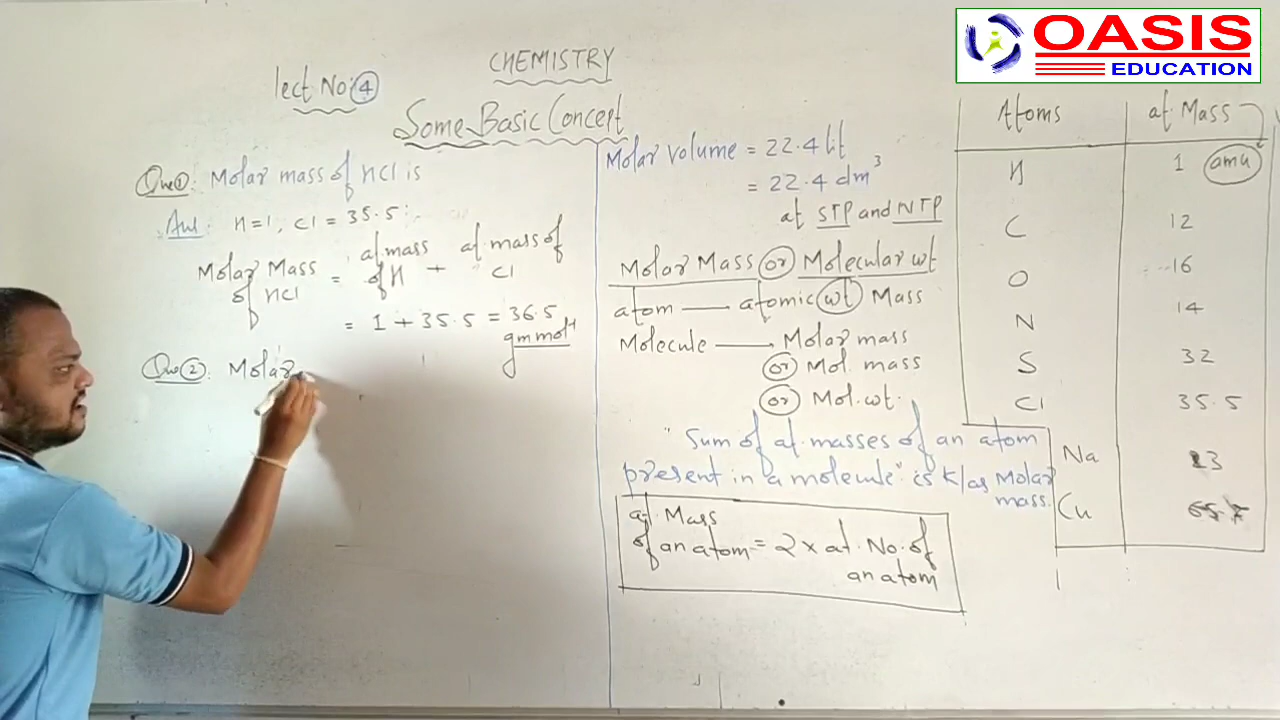 OASIS
EDUCATION
CHEMISTRY
lect No: 4
Some Basic Concept
Que 1: Molar mass of HCl is
Ans: H=1, Cl = 35.5
Molar Mass of HCl = at mass of H + at. mass of Cl
= 1 + 35.5 = 36.5
gm mol⁻¹
Que 2: Molar
Molar volume = 22.4 lit
= 22.4 dm³
at STP and NTP
Molar Mass or Molecular wt
atom — atomic wt Mass
Molecule — Molar mass
or Mol. mass
or Mol. wt.
"Sum of at. masses of an atom
present in a molecule" is k/as Molar
mass.
at. Mass
of an atom = 2 × at. No. of
an atom
Atoms at. Mass
H 1 amu
C 12
O 16
N 14
S 32
Cl 35.5
Na 23
Cu